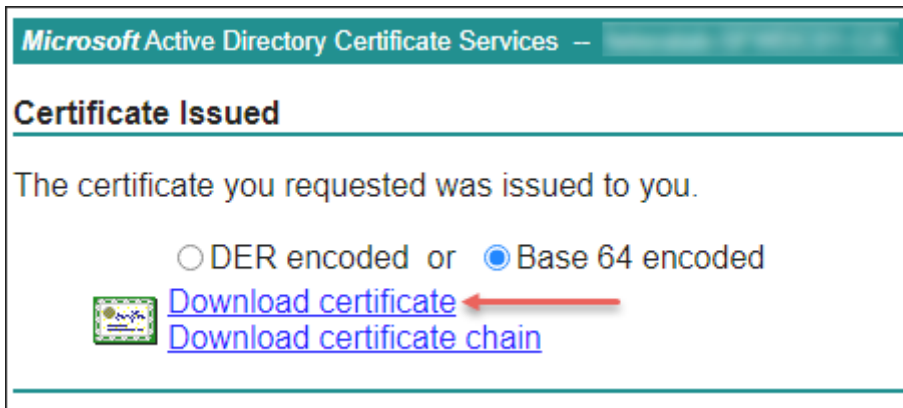 Microsoft Active Directory Certificate Services --
Certificate Issued
The certificate you requested was issued to you.
DER encoded or Base 64 encoded
Download certificate
Download certificate chain